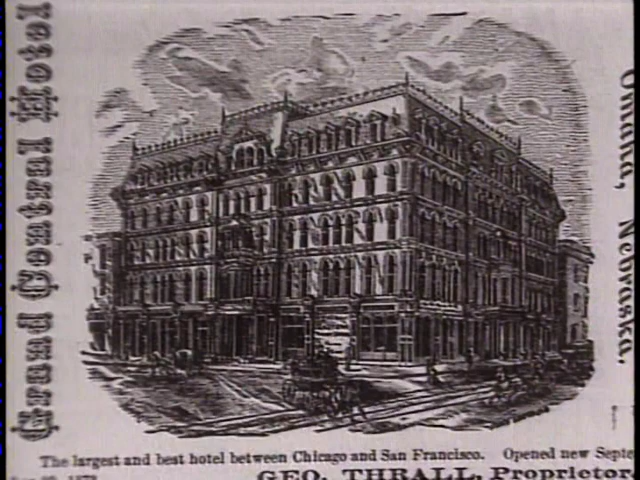 Grand Central Hotel
Omaha, Nebraska,
The largest and best hotel between Chicago and San Francisco. Opened new Septe
1873
GEO. THRALL, Proprietor,